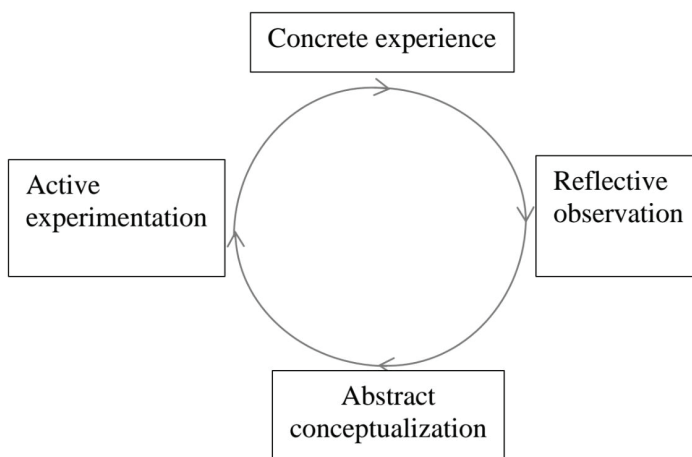 Concrete experience
Active
experimentation
Reflective
observation
Abstract
conceptualization